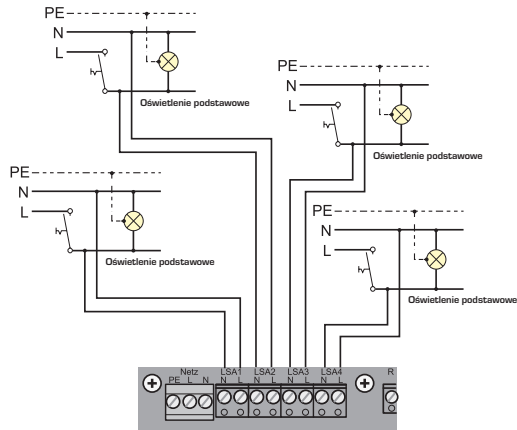 PE
N
L
Oświetlenie podstawowe
PE
N
L
Oświetlenie podstawowe
PE
N
L
Oświetlenie podstawowe
PE
N
L
Oświetlenie podstawowe
Netz LSA1 LSA2 LSA3 LSA4 R
PE L N N L N L N L N L